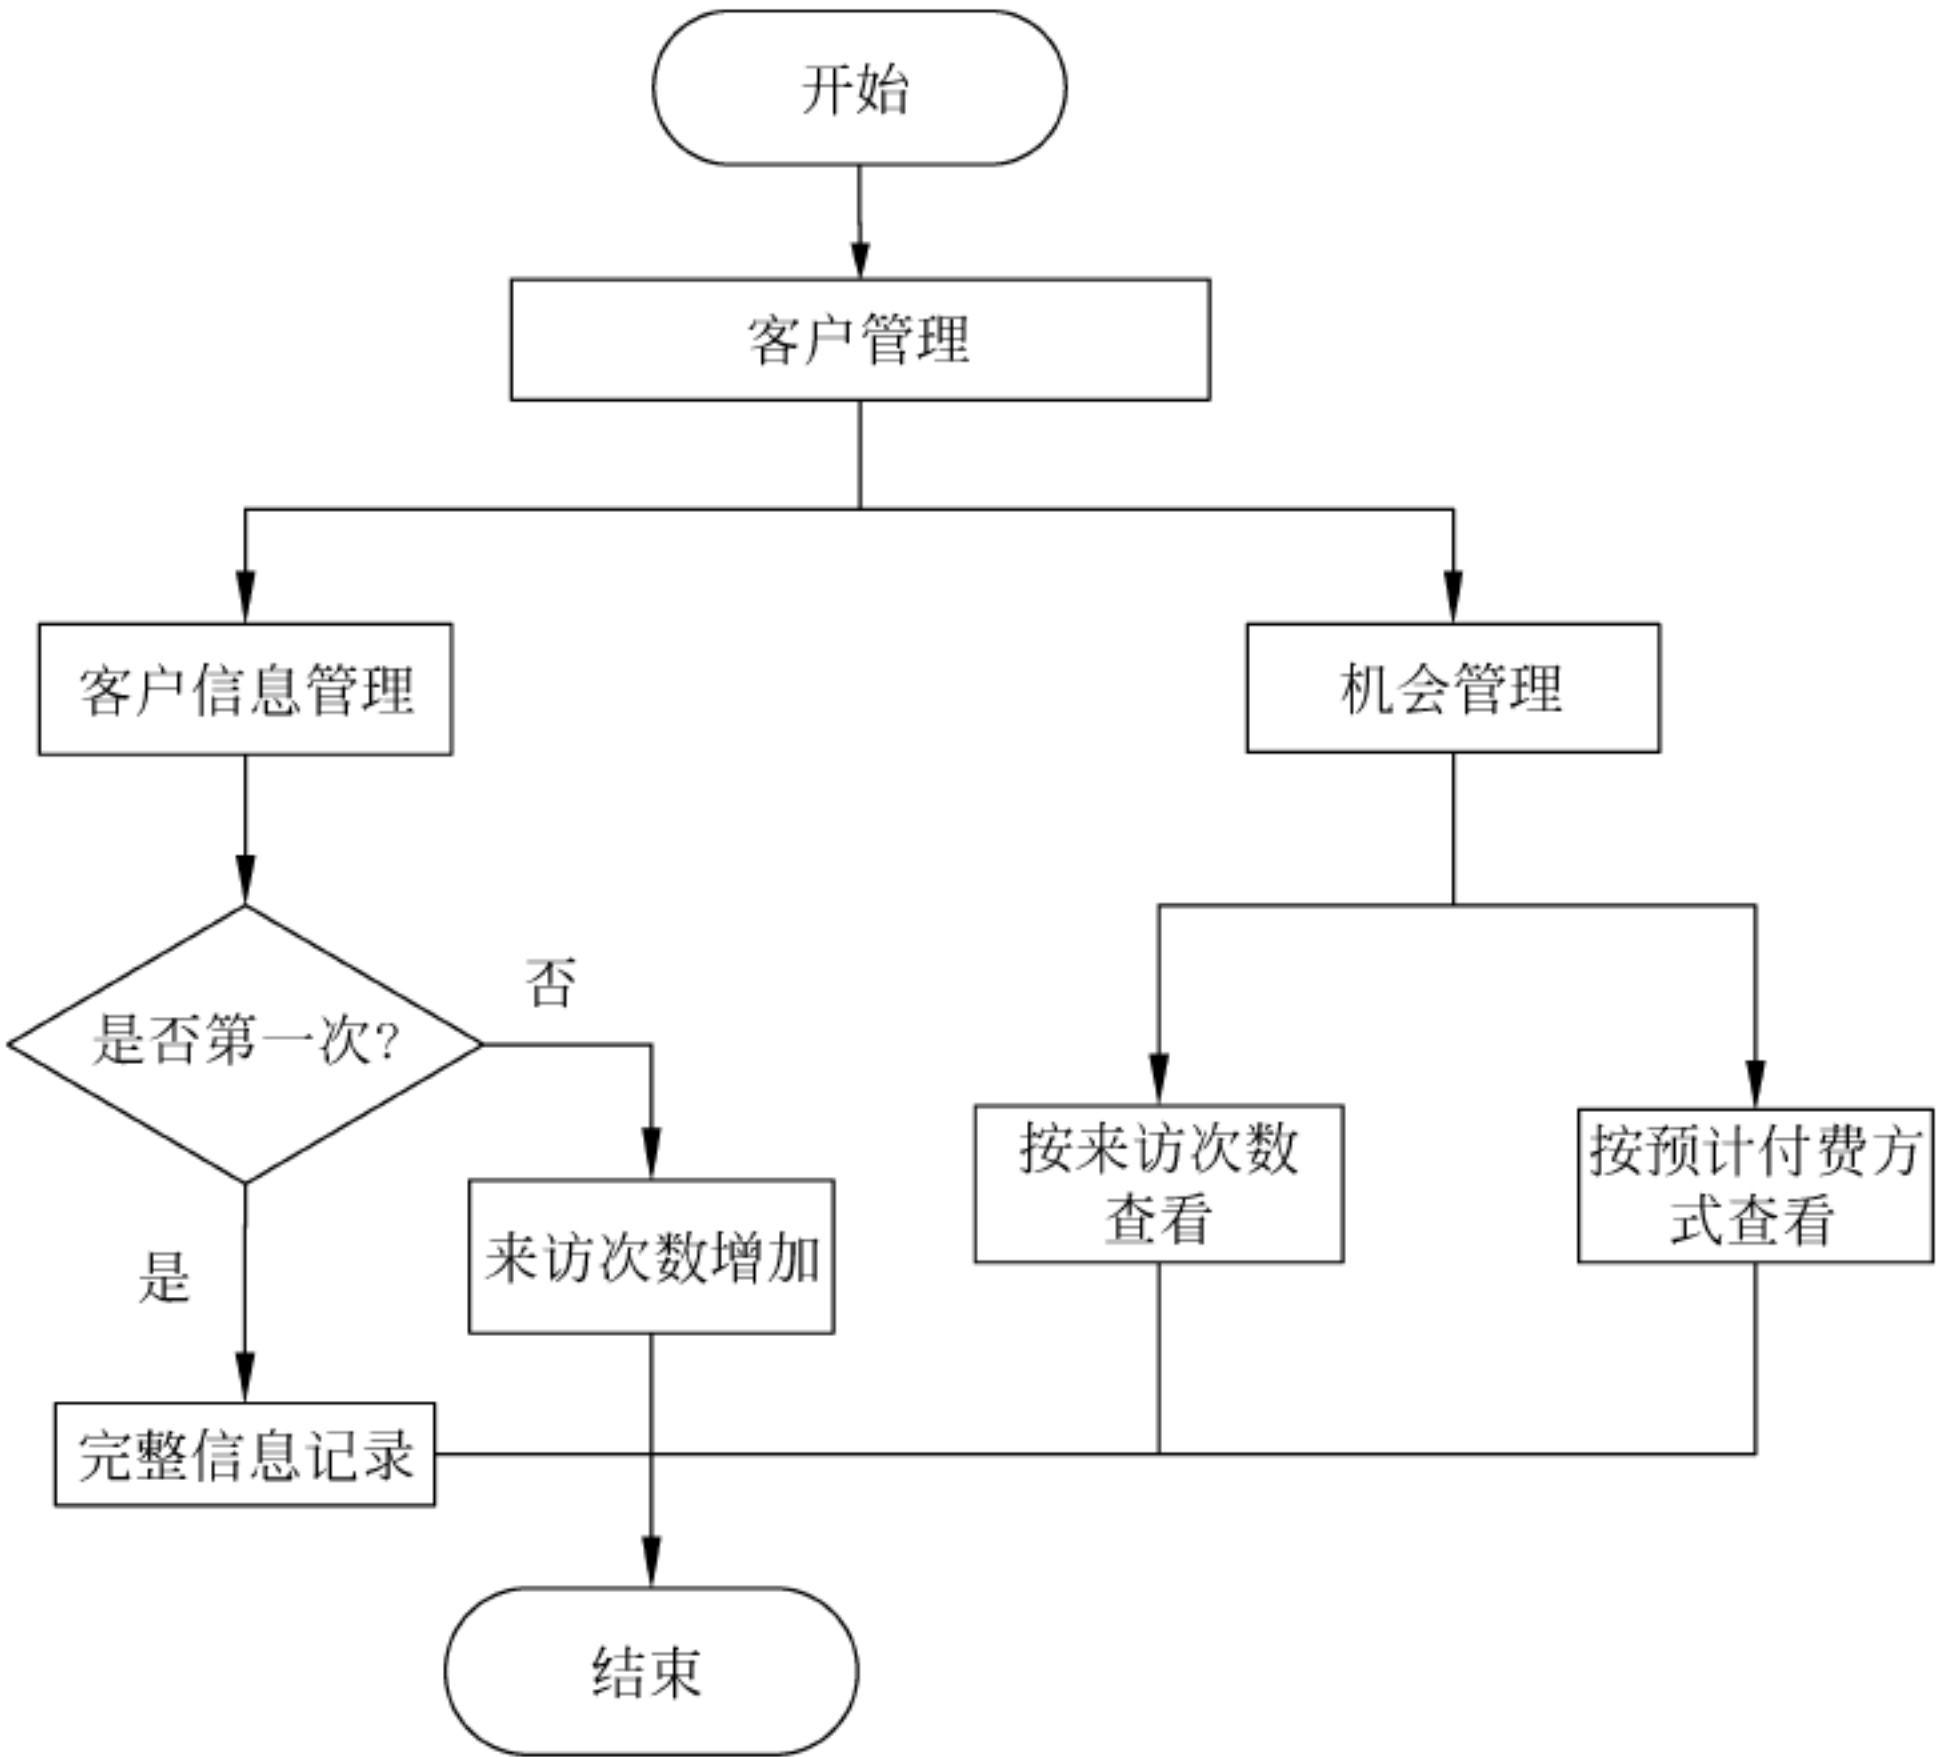 开始
客户管理
客户信息管理
机会管理
否
是否第一次?
按来访次数
查看
按预计付费方
式查看
来访次数增加
是
完整信息记录
结束